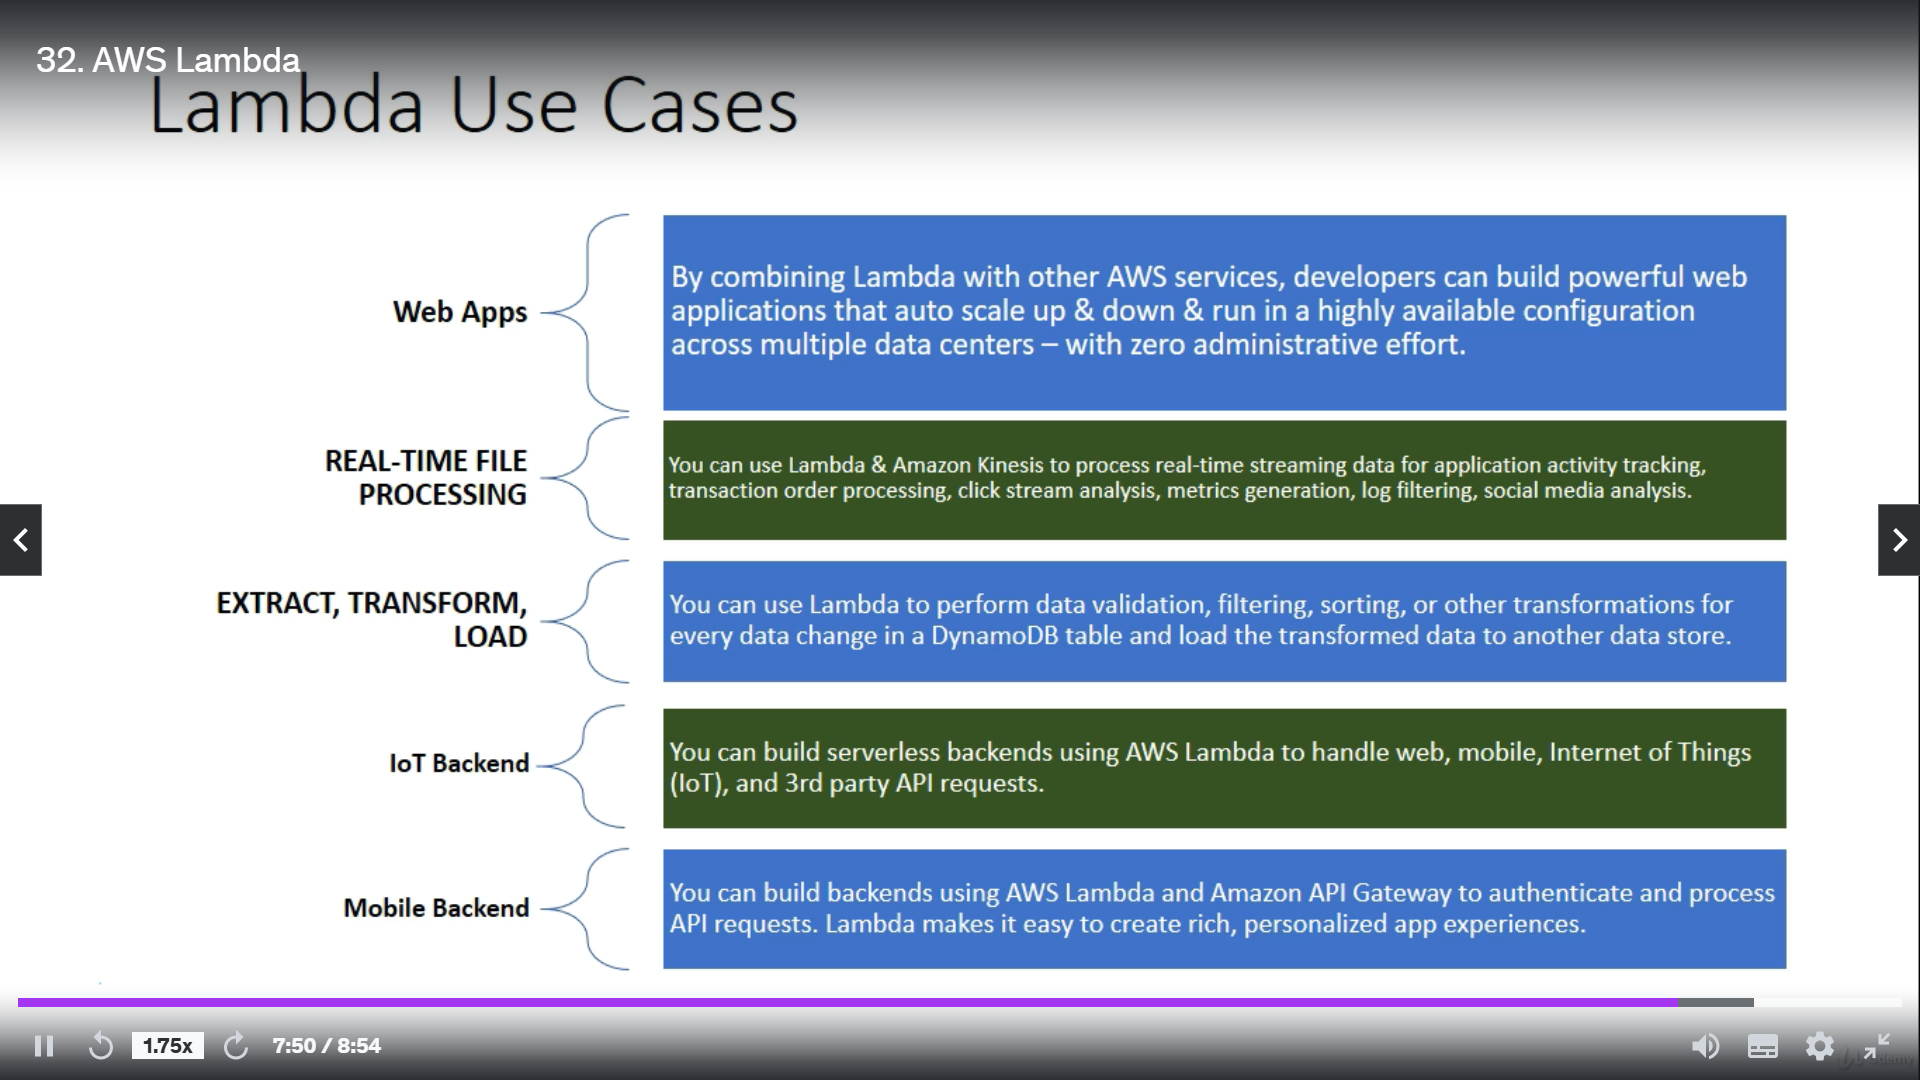 32. AWS Lambda
Lambda Use Cases
Web Apps
By combining Lambda with other AWS services, developers can build powerful web
applications that auto scale up & down & run in a highly available configuration
across multiple data centers – with zero administrative effort.
REAL-TIME FILE
PROCESSING
You can use Lambda & Amazon Kinesis to process real-time streaming data for application activity tracking,
transaction order processing, click stream analysis, metrics generation, log filtering, social media analysis.
EXTRACT, TRANSFORM,
LOAD
You can use Lambda to perform data validation, filtering, sorting, or other transformations for
every data change in a DynamoDB table and load the transformed data to another data store.
IoT Backend
You can build serverless backends using AWS Lambda to handle web, mobile, Internet of Things
(IoT), and 3rd party API requests.
Mobile Backend
You can build backends using AWS Lambda and Amazon API Gateway to authenticate and process
API requests. Lambda makes it easy to create rich, personalized app experiences.
1.75x
7:50 / 8:54